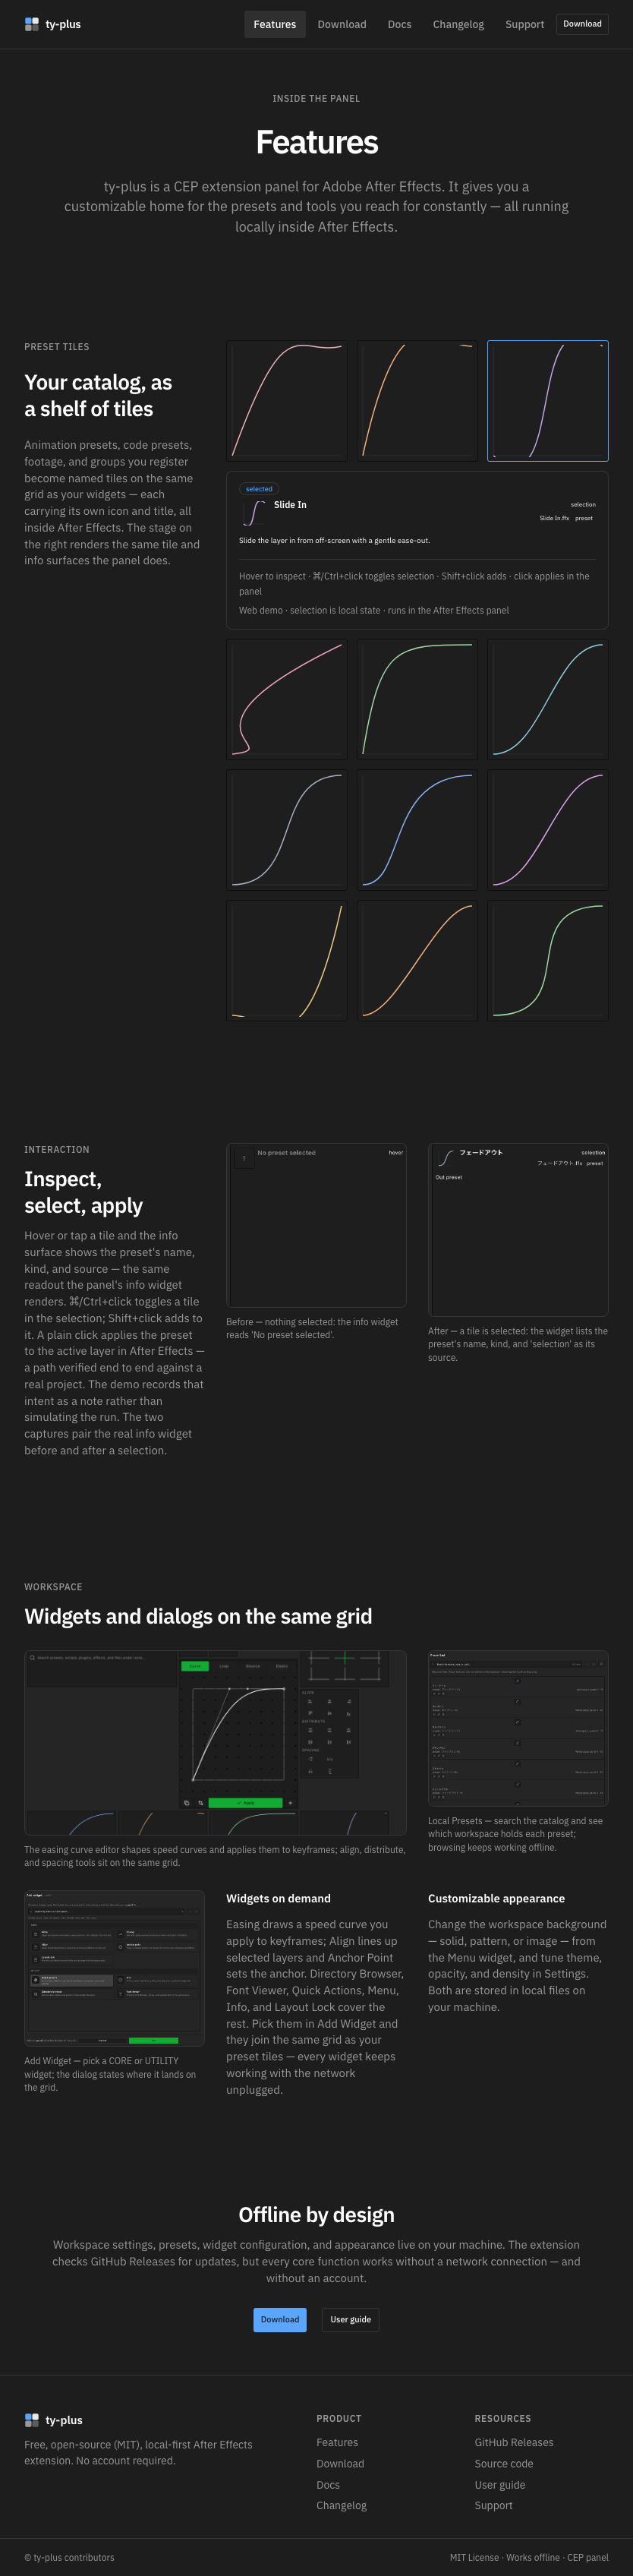 ty-plus
Features
Download
Docs
Changelog
Support
Download
INSIDE THE PANEL
Features
ty-plus is a CEP extension panel for Adobe After Effects. It gives you a
customizable home for the presets and tools you reach for constantly — all running
locally inside After Effects.
PRESET TILES
Your catalog, as
a shelf of tiles
Animation presets, code presets,
footage, and groups you register
become named tiles on the same
grid as your widgets — each
carrying its own icon and title, all
inside After Effects. The stage on
the right renders the same tile and
info surfaces the panel does.
selected
Slide In
selection
Slide In.ffx preset
Slide the layer in from off-screen with a gentle ease-out.
Hover to inspect · ⌘/Ctrl+click toggles selection · Shift+click adds · click applies in the
panel
Web demo · selection is local state · runs in the After Effects panel
INTERACTION
Inspect,
select, apply
Hover or tap a tile and the info
surface shows the preset's name,
kind, and source — the same
readout the panel's info widget
renders. ⌘/Ctrl+click toggles a tile
in the selection; Shift+click adds to
it. A plain click applies the preset
to the active layer in After Effects —
a path verified end to end against a
real project. The demo records that
intent as a note rather than
simulating the run. The two
captures pair the real info widget
before and after a selection.
No preset selected
hover
Before — nothing selected: the info widget
reads 'No preset selected'.
フェードアウト
selection
フェードアウト.ffx preset
Out preset
After — a tile is selected: the widget lists the
preset's name, kind, and 'selection' as its
source.
WORKSPACE
Widgets and dialogs on the same grid
Search presets, scripts, plugins, effects, and files under roots
Apply
The easing curve editor shapes speed curves and applies them to keyframes; align, distribute,
and spacing tools sit on the same grid.
Local Presets — search the catalog and see
which workspace holds each preset;
browsing keeps working offline.
Add Widget — pick a CORE or UTILITY
widget; the dialog states where it lands on
the grid.
Widgets on demand
Easing draws a speed curve you
apply to keyframes; Align lines up
selected layers and Anchor Point
sets the anchor. Directory Browser,
Font Viewer, Quick Actions, Menu,
Info, and Layout Lock cover the
rest. Pick them in Add Widget and
they join the same grid as your
preset tiles — every widget keeps
working with the network
unplugged.
Customizable appearance
Change the workspace background
— solid, pattern, or image — from
the Menu widget, and tune theme,
opacity, and density in Settings.
Both are stored in local files on
your machine.
Offline by design
Workspace settings, presets, widget configuration, and appearance live on your machine. The extension
checks GitHub Releases for updates, but every core function works without a network connection — and
without an account.
Download
User guide
ty-plus
Free, open-source (MIT), local-first After Effects
extension. No account required.
PRODUCT
Features
Download
Docs
Changelog
RESOURCES
GitHub Releases
Source code
User guide
Support
© ty-plus contributors
MIT License · Works offline · CEP panel